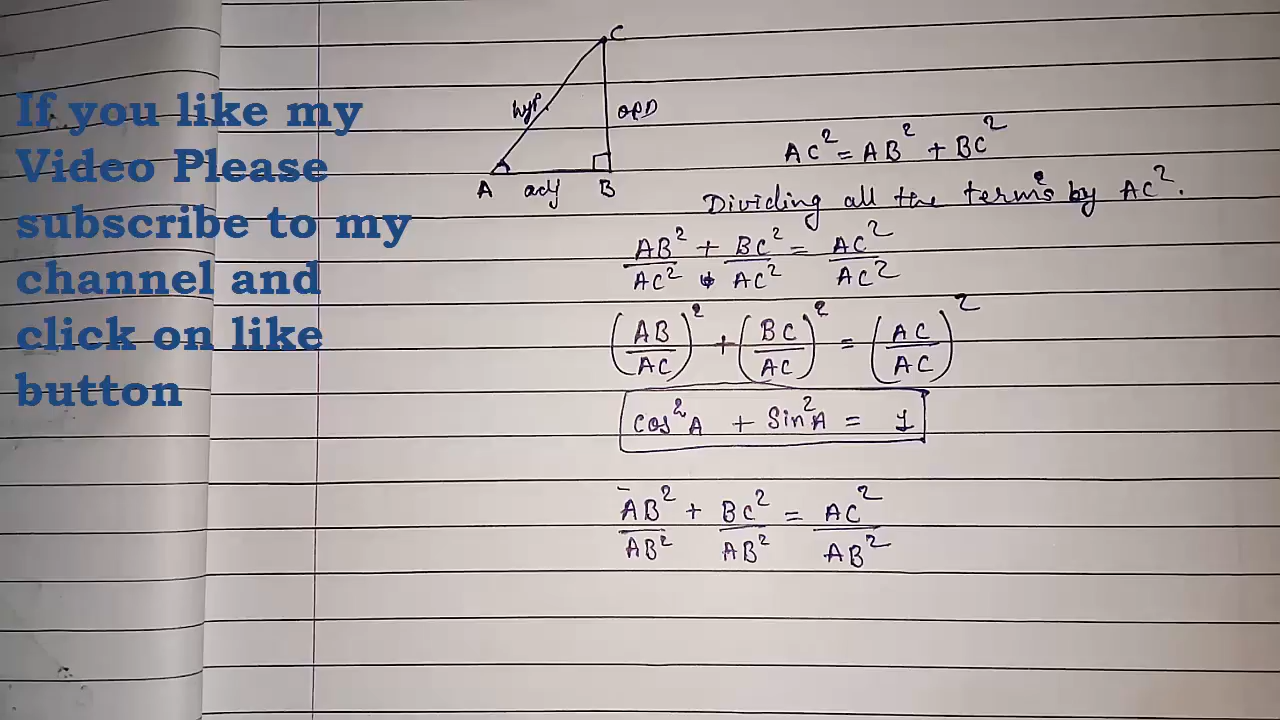 If you like my
Video Please
subscribe to my
channel and
click on like
button
C
hyp
OPP
A adj B
AC² = AB² + BC²
Dividing all the terms by AC².
AB²/AC² + BC²/AC² = AC²/AC²
(AB/AC)² + (BC/AC)² = (AC/AC)²
cos²A + Sin²A = 1
AB²/AB² + BC²/AB² = AC²/AB²